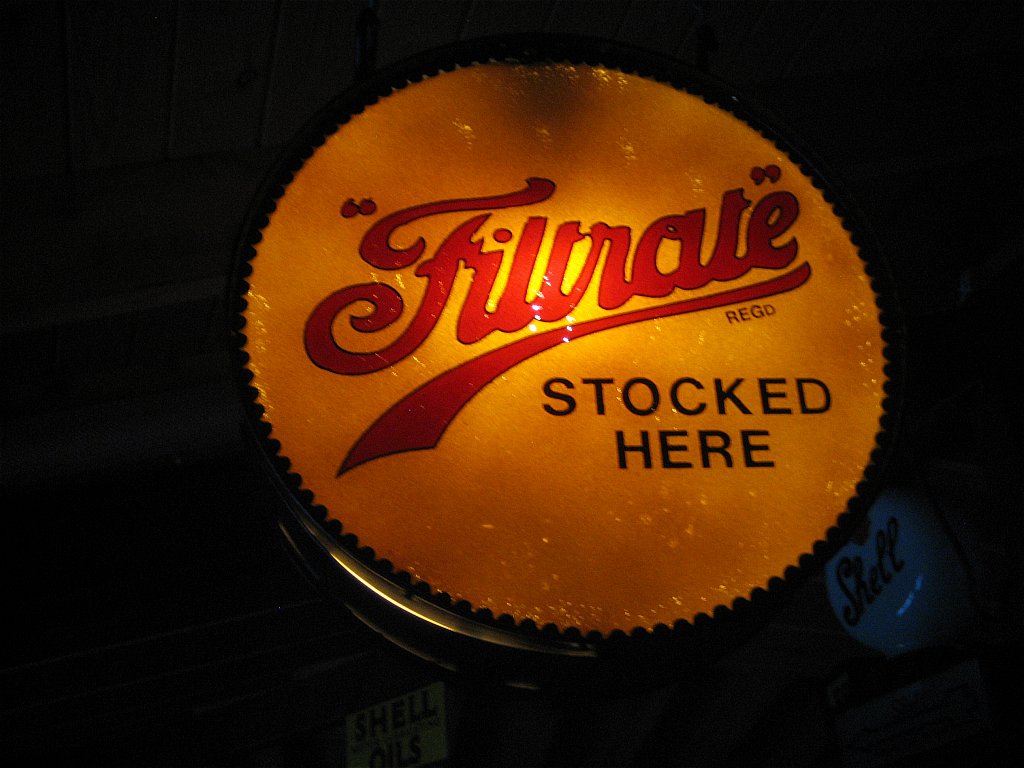 "Filtrate"
REGD
STOCKED
HERE
Shell
SHELL
OILS